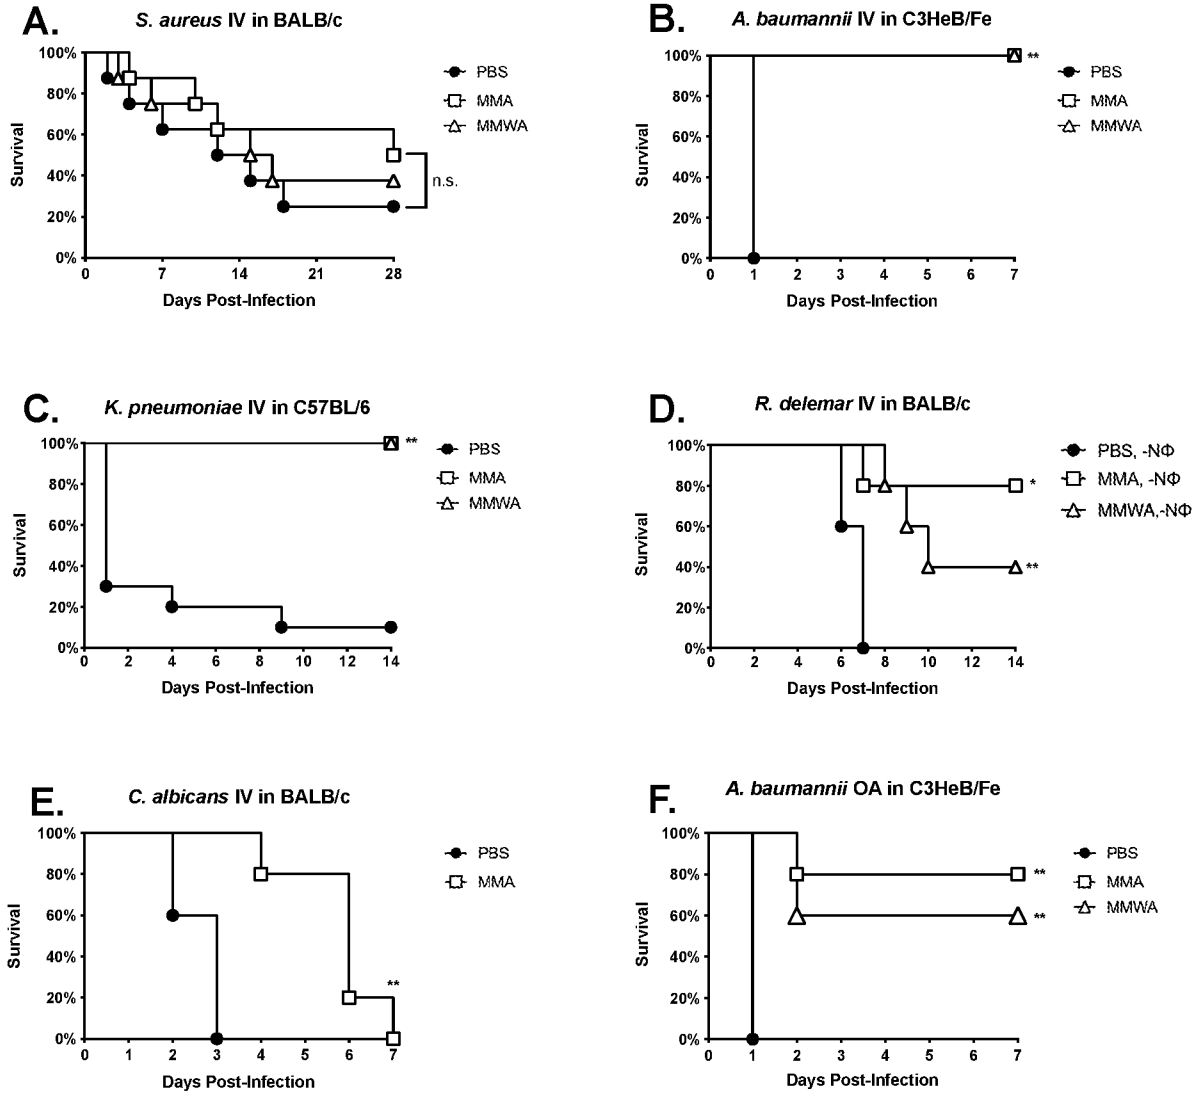 A.
S. aureus IV in BALB/c
100%
80%
60%
40%
20%
0%
Survival
0 7 14 21 28
Days Post-Infection
PBS
MMA
MMWA
n.s.
B.
A. baumannii IV in C3HeB/Fe
100%
80%
60%
40%
20%
0%
Survival
0 1 2 3 4 5 6 7
Days Post-Infection
**
PBS
MMA
MMWA
C.
K. pneumoniae IV in C57BL/6
100%
80%
60%
40%
20%
0%
Survival
0 2 4 6 8 10 12 14
Days Post-Infection
**
PBS
MMA
MMWA
D.
R. delemar IV in BALB/c
100%
80%
60%
40%
20%
0%
Survival
0 2 4 6 8 10 12 14
Days Post-Infection
*
**
PBS, -NΦ
MMA, -NΦ
MMWA,-NΦ
E.
C. albicans IV in BALB/c
100%
80%
60%
40%
20%
0%
Survival
0 1 2 3 4 5 6 7
Days Post-Infection
**
PBS
MMA
F.
A. baumannii OA in C3HeB/Fe
100%
80%
60%
40%
20%
0%
Survival
0 1 2 3 4 5 6 7
Days Post-Infection
**
**
PBS
MMA
MMWA